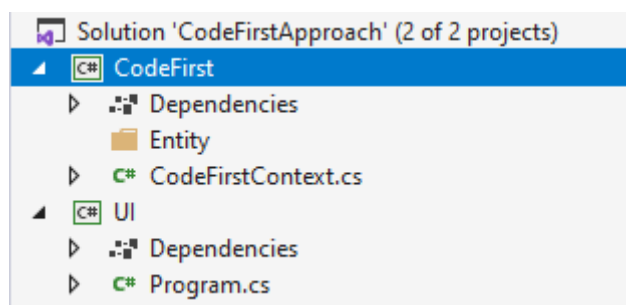 Solution 'CodeFirstApproach' (2 of 2 projects)
C# CodeFirst
Dependencies
Entity
C# CodeFirstContext.cs
C# UI
Dependencies
C# Program.cs